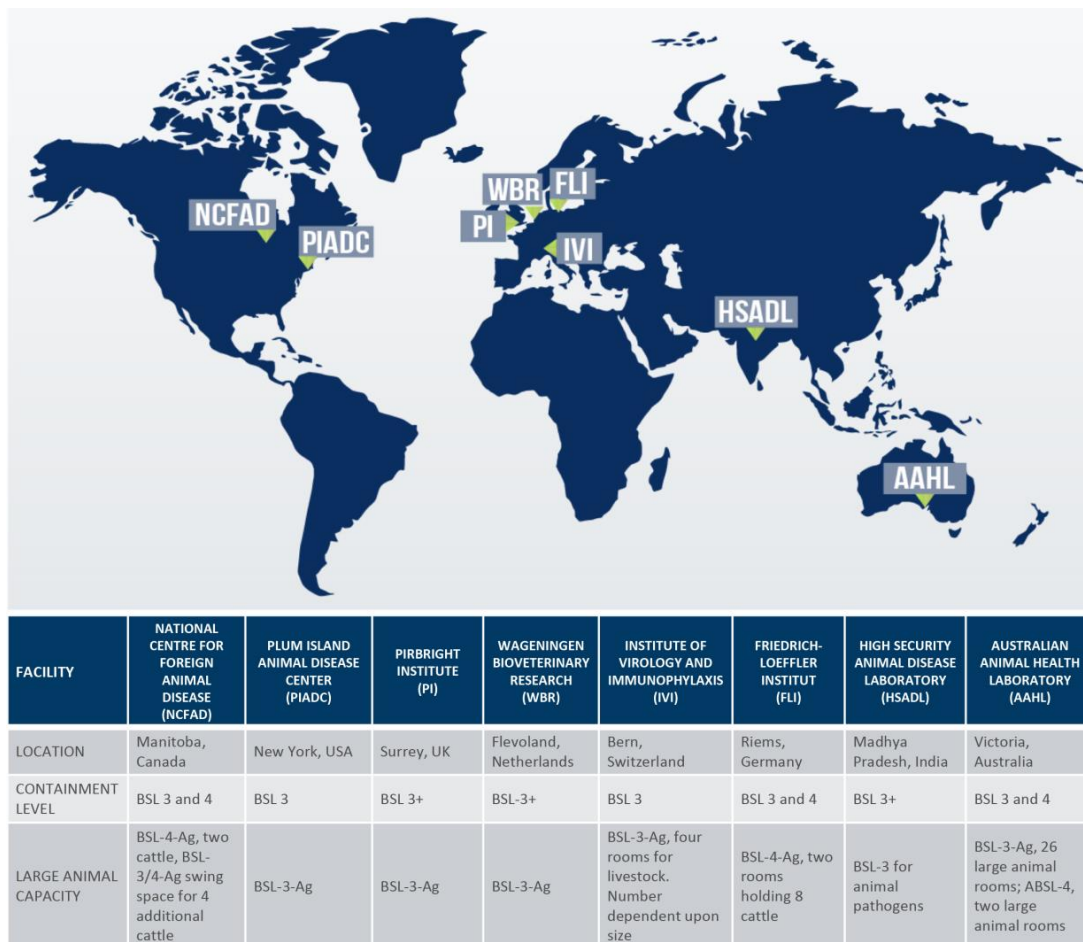 NCFAD
PIADC
WBR
FLI
PI
IVI
HSADL
AAHL
FACILITY
NATIONAL
CENTRE FOR
FOREIGN
ANIMAL
DISEASE
(NCFAD)
PLUM ISLAND
ANIMAL DISEASE
CENTER
(PIADC)
PIRBRIGHT
INSTITUTE
(PI)
WAGENINGEN
BIOVETERINARY
RESEARCH
(WBR)
INSTITUTE OF
VIROLOGY AND
IMMUNOPHYLAXIS
(IVI)
FRIEDRICH-
LOEFFLER
INSTITUT
(FLI)
HIGH SECURITY
ANIMAL DISEASE
LABORATORY
(HSADL)
AUSTRALIAN
ANIMAL HEALTH
LABORATORY
(AAHL)
LOCATION
Manitoba,
Canada
New York, USA
Surrey, UK
Flevoland,
Netherlands
Bern,
Switzerland
Riems,
Germany
Madhya
Pradesh, India
Victoria,
Australia
CONTAINMENT
LEVEL
BSL 3 and 4
BSL 3
BSL 3+
BSL-3+
BSL 3
BSL 3 and 4
BSL 3+
BSL 3 and 4
LARGE ANIMAL
CAPACITY
BSL-4-Ag, two
cattle, BSL-
3/4-Ag swing
space for 4
additional
cattle
BSL-3-Ag
BSL-3-Ag
BSL-3-Ag
BSL-3-Ag, four
rooms for
livestock.
Number
dependent upon
size
BSL-4-Ag, two
rooms
holding 8
cattle
BSL-3 for
animal
pathogens
BSL-3-Ag, 26
large animal
rooms; ABSL-4,
two large
animal rooms